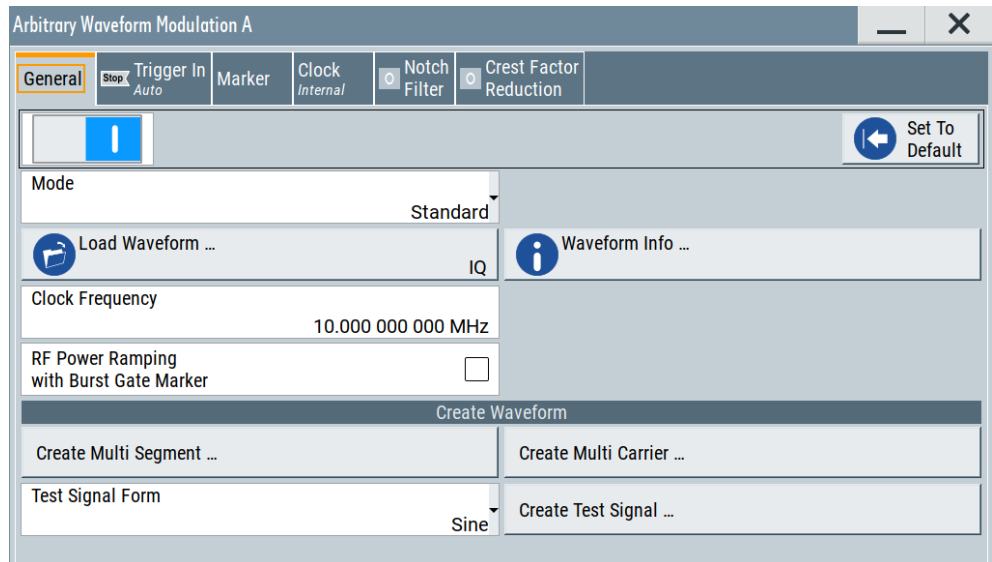 Arbitrary Waveform Modulation A
General
Stop
Trigger In
Auto
Marker
Clock
Internal
Notch
Filter
Crest Factor
Reduction
Set To
Default
Mode
Standard
Load Waveform ...
IQ
Waveform Info ...
Clock Frequency
10.000 000 000 MHz
RF Power Ramping
with Burst Gate Marker
Create Waveform
Create Multi Segment ...
Create Multi Carrier ...
Test Signal Form
Sine
Create Test Signal ...